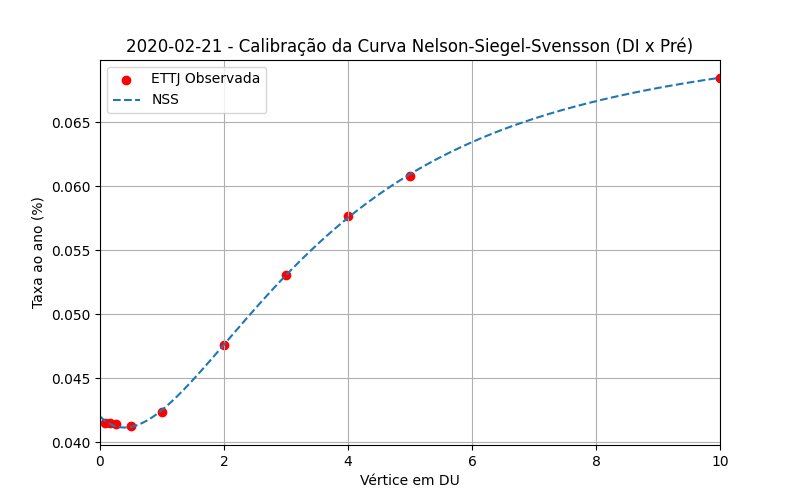 2020-02-21 - Calibração da Curva Nelson-Siegel-Svensson (DI x Pré)
ETTJ Observada
NSS
Taxa ao ano (%)
0.065
0.060
0.055
0.050
0.045
0.040
0 2 4 6 8 10
Vértice em DU